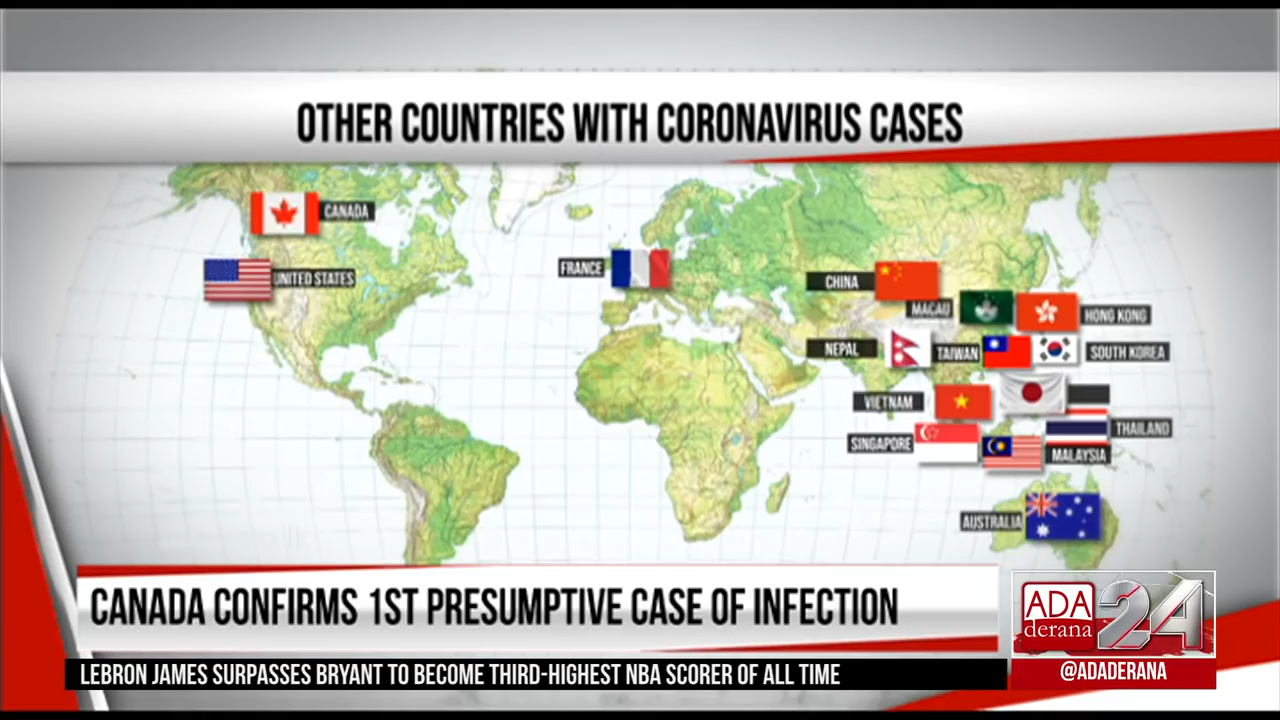 OTHER COUNTRIES WITH CORONAVIRUS CASES
CANADA
UNITED STATES
FRANCE
CHINA
MACAU
HONG KONG
NEPAL
TAIWAN
SOUTH KOREA
VIETNAM
THAILAND
SINGAPORE
MALAYSIA
AUSTRALIA
CANADA CONFIRMS 1ST PRESUMPTIVE CASE OF INFECTION
ADA
derana
24
LEBRON JAMES SURPASSES BRYANT TO BECOME THIRD-HIGHEST NBA SCORER OF ALL TIME
@ADADERANA